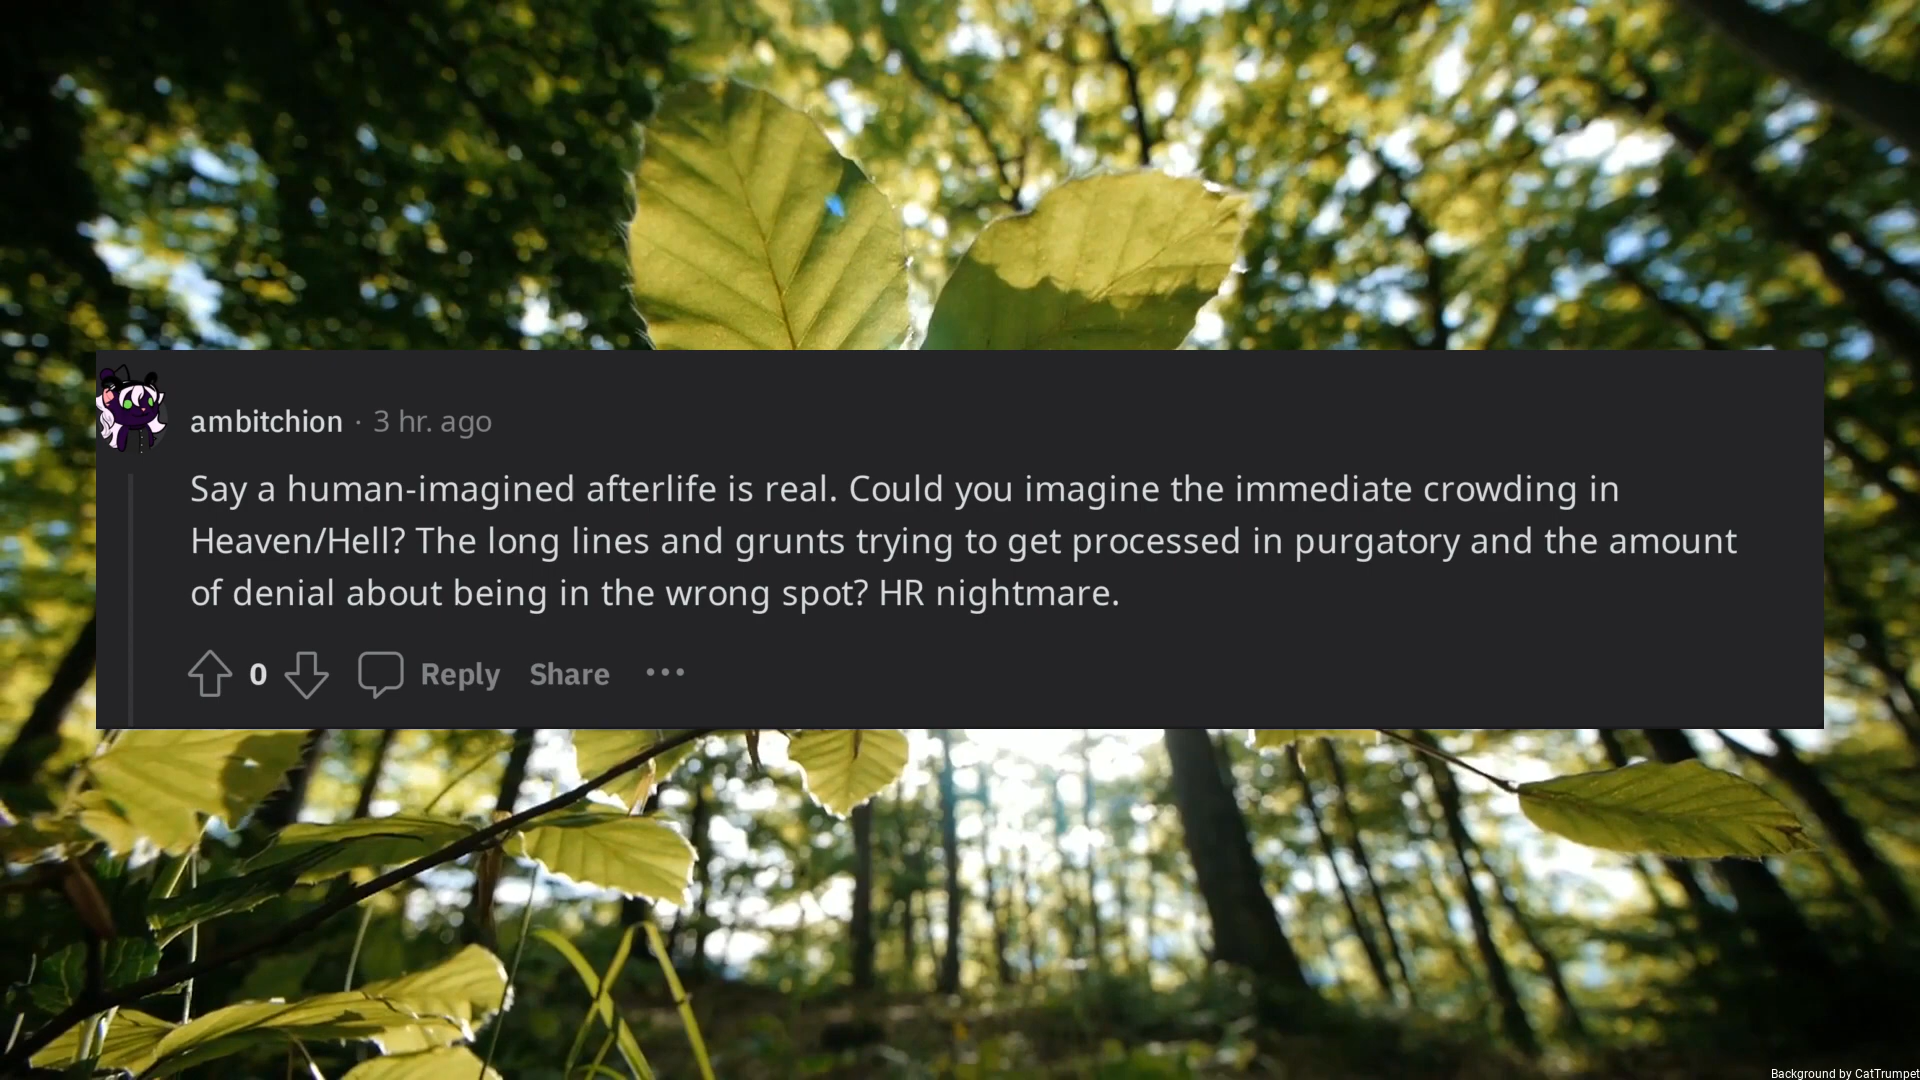 ambitchion · 3 hr. ago
Say a human-imagined afterlife is real. Could you imagine the immediate crowding in
Heaven/Hell? The long lines and grunts trying to get processed in purgatory and the amount
of denial about being in the wrong spot? HR nightmare.
0 Reply Share ···
Background by CatTrumpet